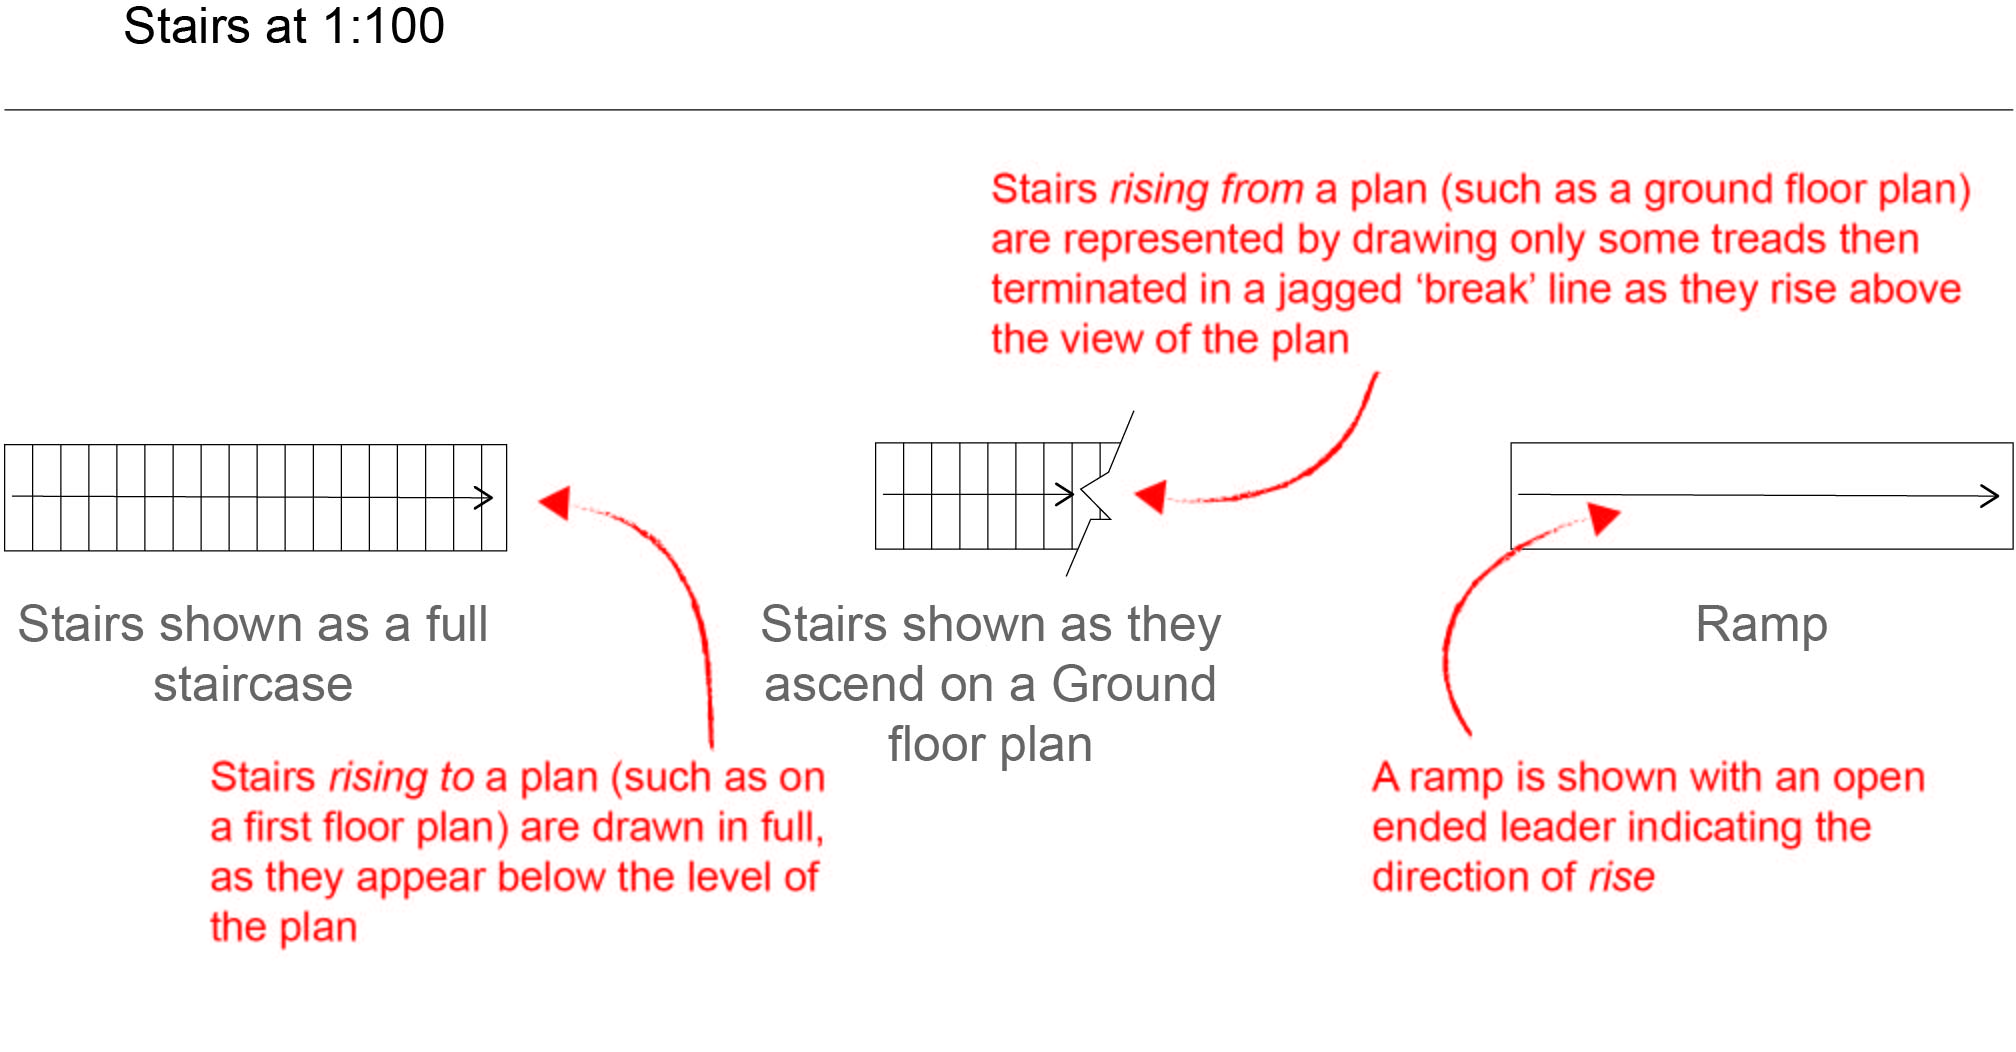 Stairs at 1:100
Stairs rising from a plan (such as a ground floor plan)
are represented by drawing only some treads then
terminated in a jagged ‘break’ line as they rise above
the view of the plan
Stairs shown as a full
staircase
Stairs shown as they
ascend on a Ground
floor plan
Ramp
Stairs rising to a plan (such as on
a first floor plan) are drawn in full,
as they appear below the level of
the plan
A ramp is shown with an open
ended leader indicating the
direction of rise